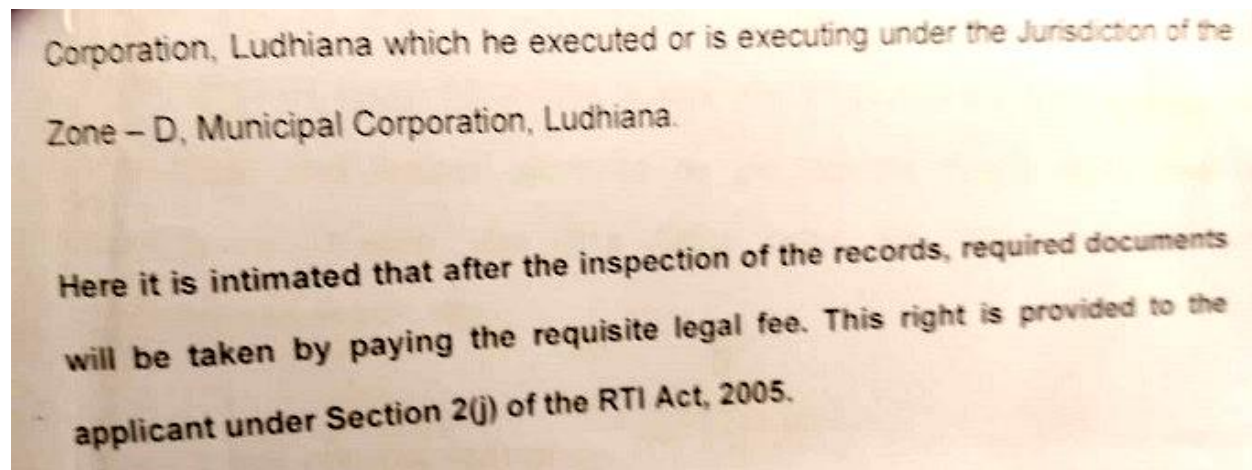 Corporation, Ludhiana which he executed or is executing under the Jurisdiction of the
Zone – D, Municipal Corporation, Ludhiana.
Here it is intimated that after the inspection of the records, required documents
will be taken by paying the requisite legal fee. This right is provided to the
applicant under Section 2(j) of the RTI Act, 2005.